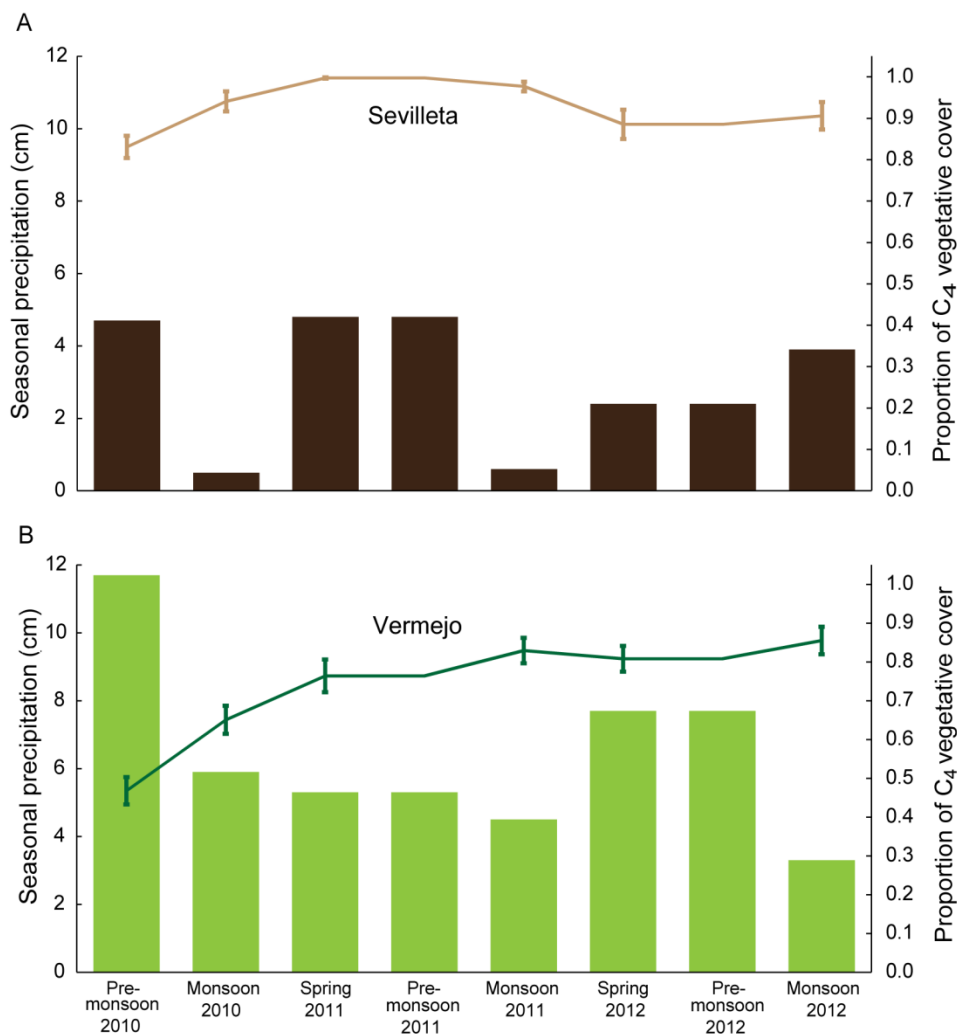 A
Seasonal precipitation (cm)
12
10
8
6
4
2
0
Sevilleta
1.0
0.9
0.8
0.7
0.6
0.5
0.4
0.3
0.2
0.1
0.0
Proportion of C4 vegetative cover
B
Seasonal precipitation (cm)
12
10
8
6
4
2
0
Vermejo
1.0
0.9
0.8
0.7
0.6
0.5
0.4
0.3
0.2
0.1
0.0
Proportion of C4 vegetative cover
Pre-
monsoon
2010
Monsoon
2010
Spring
2011
Pre-
monsoon
2011
Monsoon
2011
Spring
2012
Pre-
monsoon
2012
Monsoon
2012